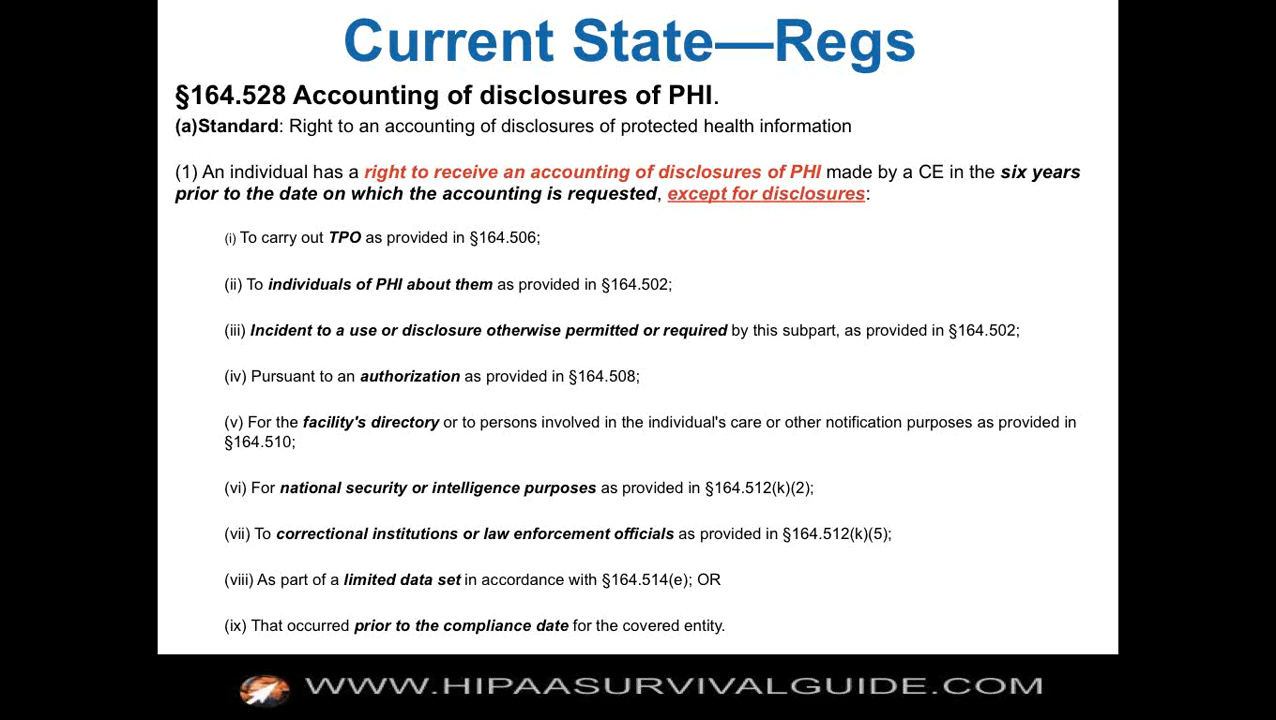 Current State—Regs
§164.528 Accounting of disclosures of PHI.
(a)Standard: Right to an accounting of disclosures of protected health information
(1) An individual has a right to receive an accounting of disclosures of PHI made by a CE in the six years
prior to the date on which the accounting is requested, except for disclosures:
(i) To carry out TPO as provided in §164.506;
(ii) To individuals of PHI about them as provided in §164.502;
(iii) Incident to a use or disclosure otherwise permitted or required by this subpart, as provided in §164.502;
(iv) Pursuant to an authorization as provided in §164.508;
(v) For the facility's directory or to persons involved in the individual's care or other notification purposes as provided in
§164.510;
(vi) For national security or intelligence purposes as provided in §164.512(k)(2);
(vii) To correctional institutions or law enforcement officials as provided in §164.512(k)(5);
(viii) As part of a limited data set in accordance with §164.514(e); OR
(ix) That occurred prior to the compliance date for the covered entity.
WWW.HIPAASURVIVALGUIDE.COM